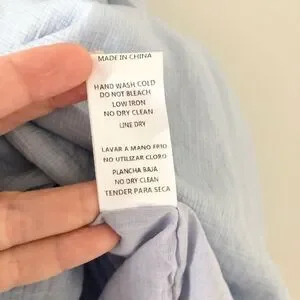 MADE IN CHINA
HAND WASH COLD
DO NOT BLEACH
LOW IRON
NO DRY CLEAN
LINE DRY
LAVAR A MANO FRIO
NO UTILIZAR CLORO
PLANCHA BAJA
NO DRY CLEAN
TENDER PARA SECA